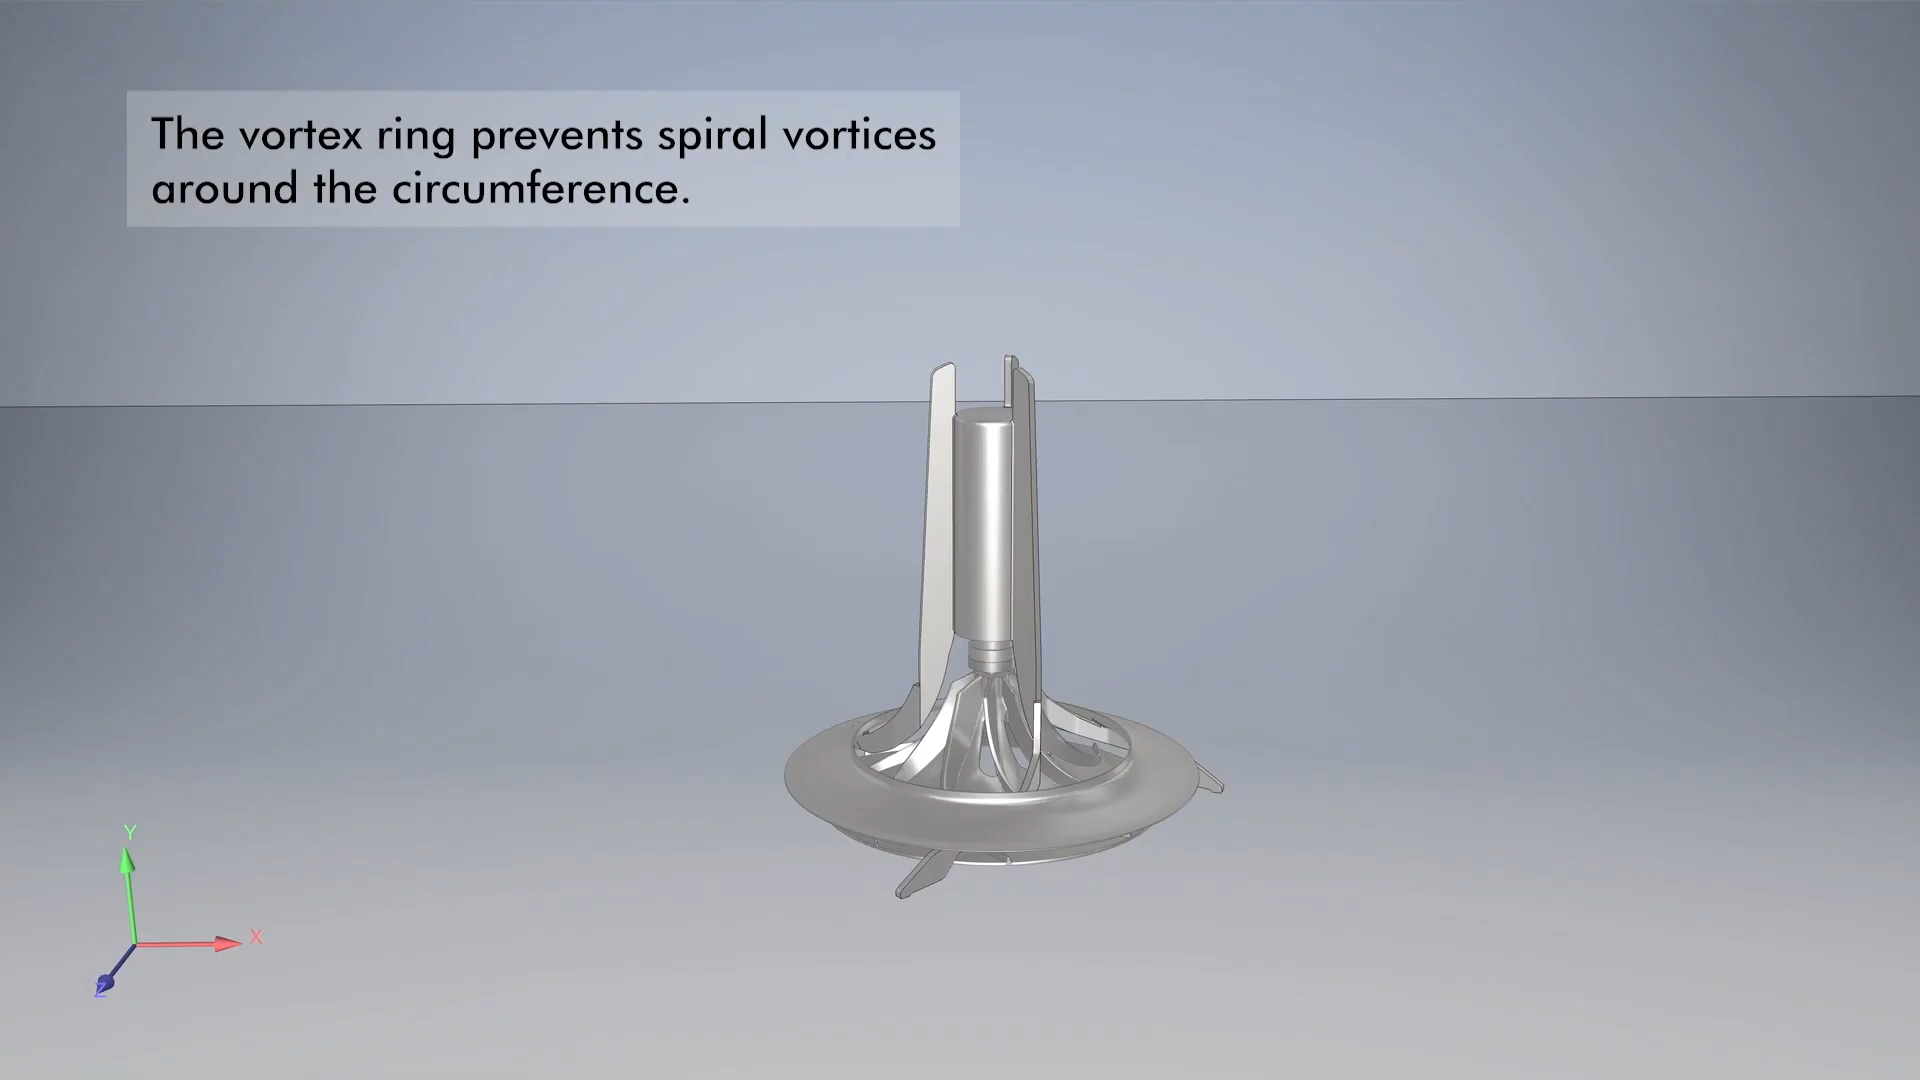 The vortex ring prevents spiral vortices
around the circumference.
Y
X
Z